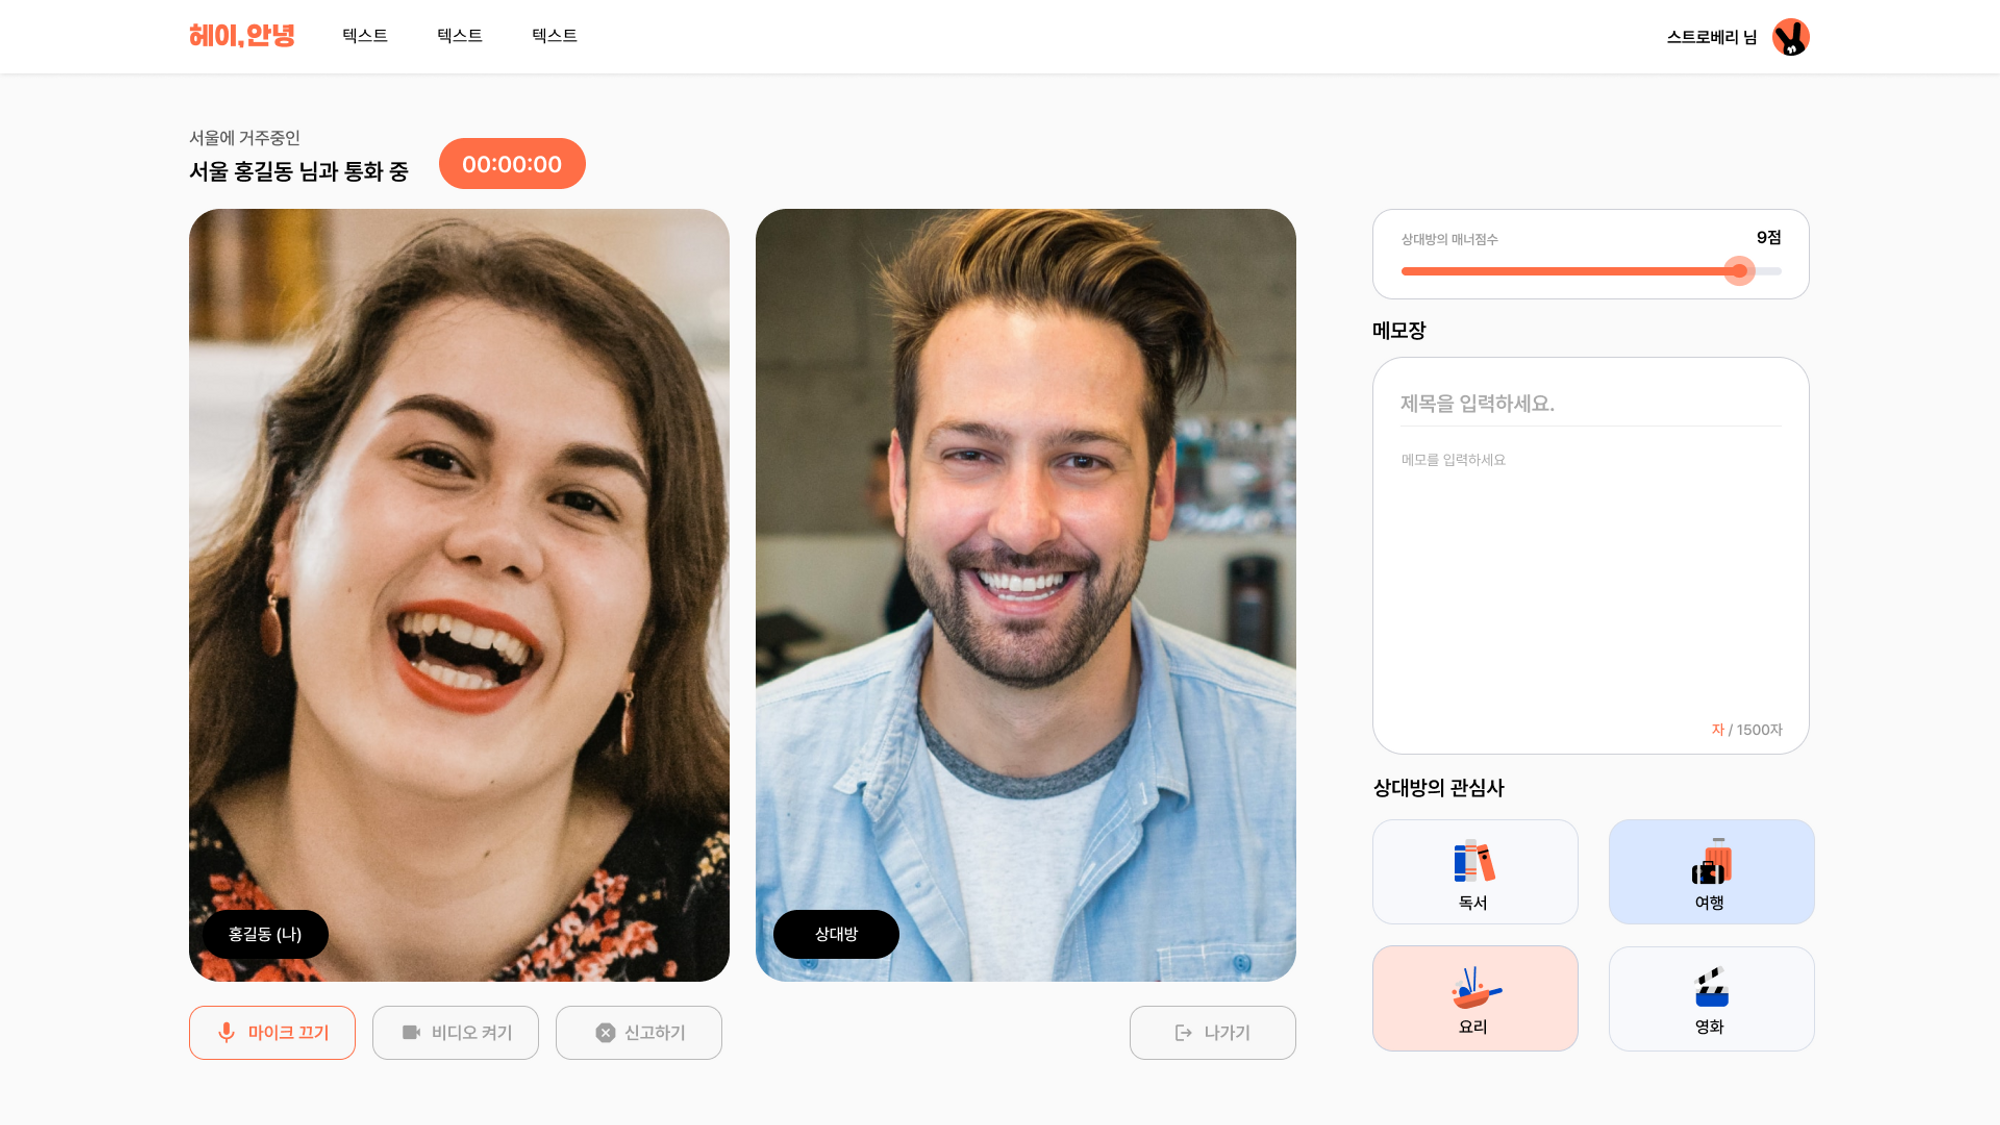 헤이,안녕
텍스트
텍스트
텍스트
스트로베리 님
서울에 거주중인
서울 홍길동 님과 통화 중
00:00:00
홍길동 (나)
상대방
마이크 끄기
비디오 켜기
신고하기
나가기
상대방의 매너점수
9점
메모장
제목을 입력하세요.
메모를 입력하세요
자 / 1500자
상대방의 관심사
독서
여행
요리
영화